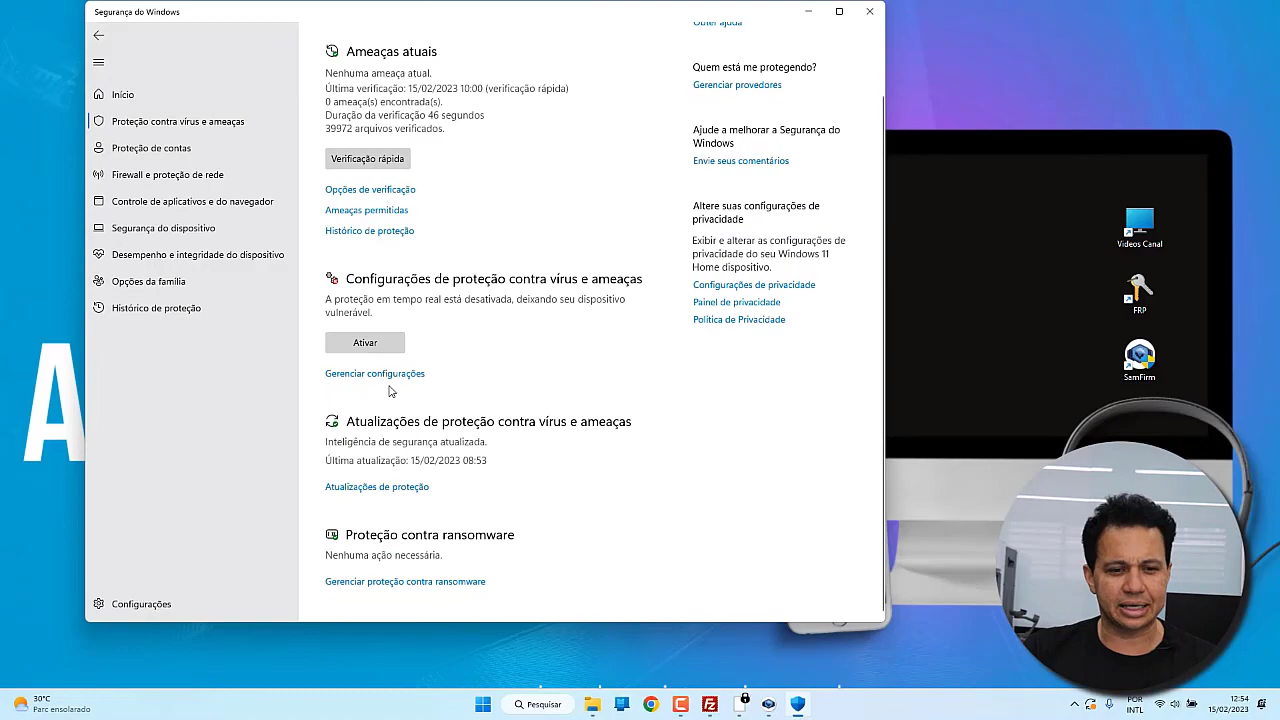 Segurança do Windows
Início
Proteção contra vírus e ameaças
Proteção de contas
Firewall e proteção de rede
Controle de aplicativos e do navegador
Segurança do dispositivo
Desempenho e integridade do dispositivo
Opções da família
Histórico de proteção
Configurações
Ameaças atuais
Nenhuma ameaça atual.
Última verificação: 15/02/2023 10:00 (verificação rápida)
0 ameaça(s) encontrada(s).
Duração da verificação 46 segundos
39972 arquivos verificados.
Verificação rápida
Opções de verificação
Ameaças permitidas
Histórico de proteção
Configurações de proteção contra vírus e ameaças
A proteção em tempo real está desativada, deixando seu dispositivo
vulnerável.
Ativar
Gerenciar configurações
Atualizações de proteção contra vírus e ameaças
Inteligência de segurança atualizada.
Última atualização: 15/02/2023 08:53
Atualizações de proteção
Proteção contra ransomware
Nenhuma ação necessária.
Gerenciar proteção contra ransomware
Obter ajuda
Quem está me protegendo?
Gerenciar provedores
Ajude a melhorar a Segurança do
Windows
Envie seus comentários
Altere suas configurações de
privacidade
Exibir e alterar as configurações de
privacidade do seu Windows 11
Home dispositivo.
Configurações de privacidade
Painel de privacidade
Política de Privacidade
Videos Canal
FRP
SamFirm
A
30°C
Parc ensolarado
Pesquisar
POR
INTL
12:54
15/02/2023